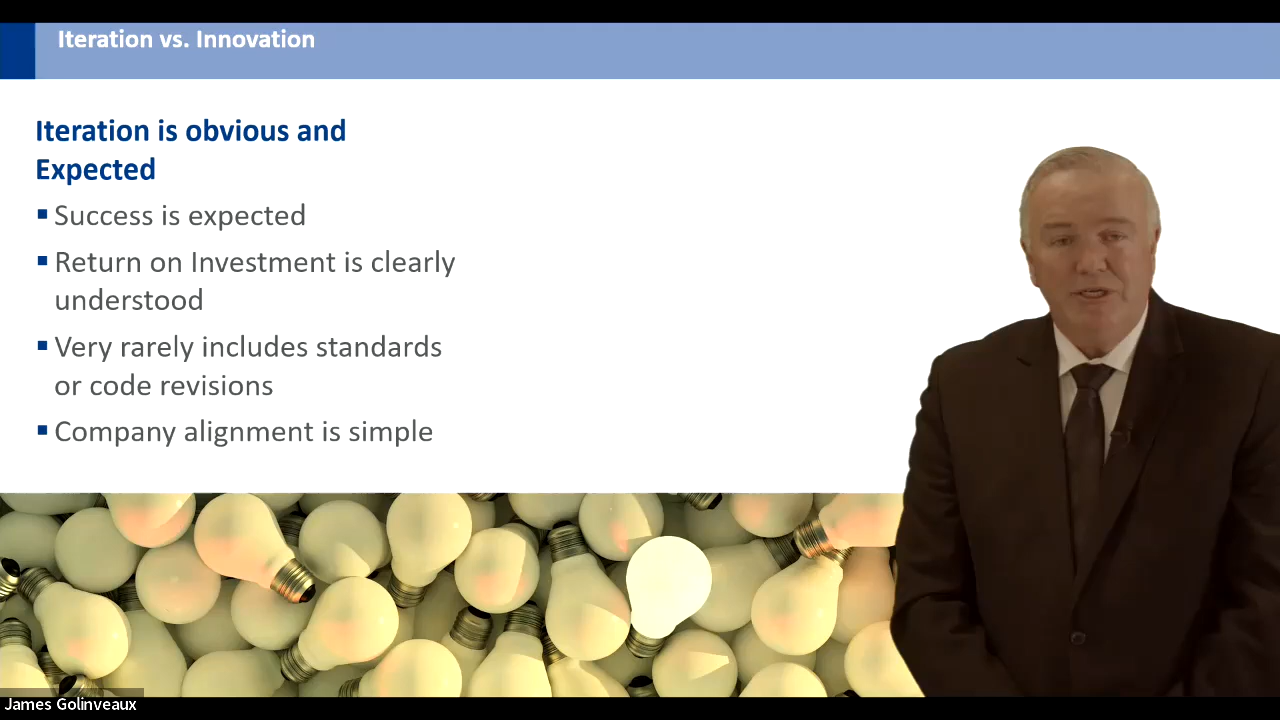 Iteration vs. Innovation
Iteration is obvious and
Expected
▪ Success is expected
▪ Return on Investment is clearly
understood
▪ Very rarely includes standards
or code revisions
▪ Company alignment is simple
James Golinveaux